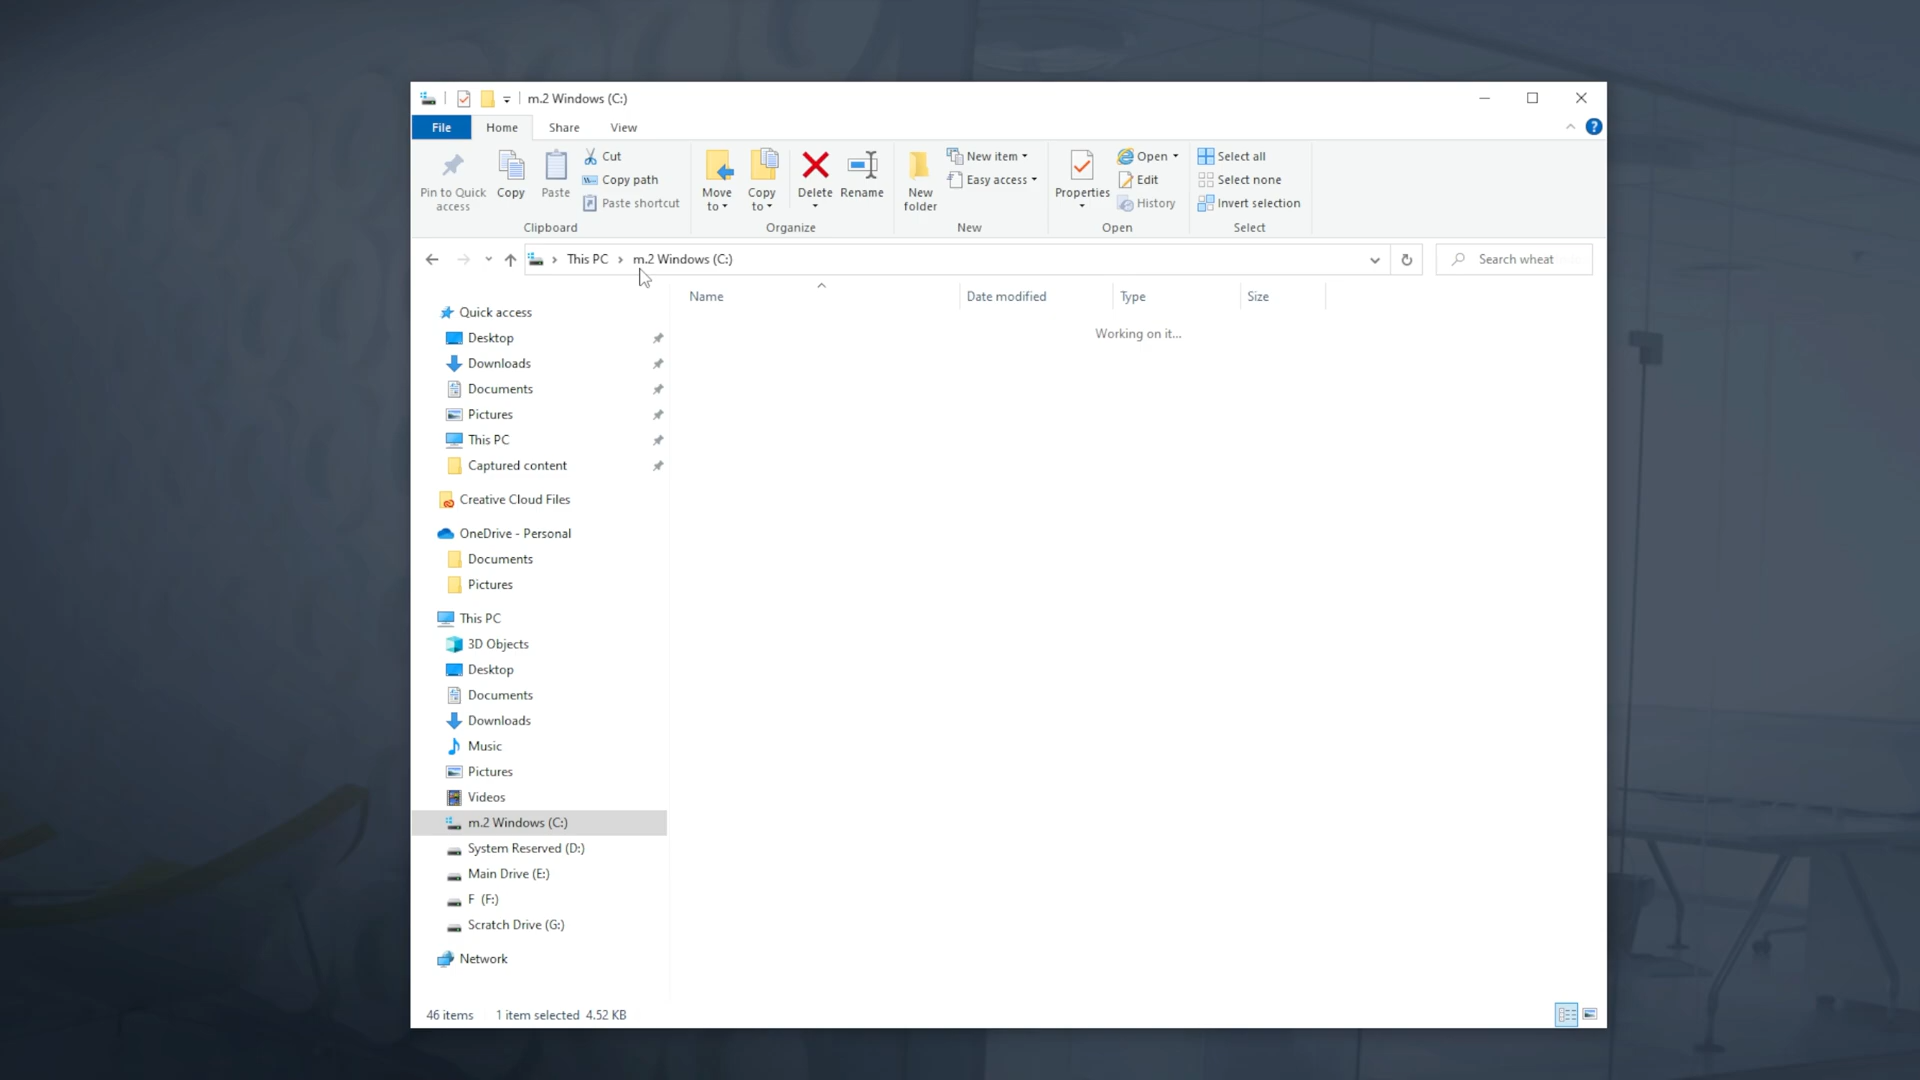 m.2 Windows (C:)
File Home Share View
Pin to Quick access
Copy
Paste
Cut
Copy path
Paste shortcut
Clipboard
Move to
Copy to
Delete
Rename
Organize
New folder
New item
Easy access
New
Properties
Open
Edit
History
Open
Select all
Select none
Invert selection
Select
This PC m.2 Windows (C:)
Search wheat
Name Date modified Type Size
Working on it...
Quick access
Desktop
Downloads
Documents
Pictures
This PC
Captured content
Creative Cloud Files
OneDrive - Personal
Documents
Pictures
This PC
3D Objects
Desktop
Documents
Downloads
Music
Pictures
Videos
m.2 Windows (C:)
System Reserved (D:)
Main Drive (E:)
F (F:)
Scratch Drive (G:)
Network
46 items 1 item selected 4.52 KB